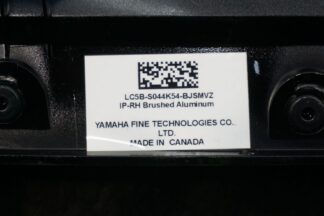 LC5B-S044K54-BJSMVZ
IP-RH Brushed Aluminum
YAMAHA FINE TECHNOLOGIES CO.
LTD.
MADE IN CANADA